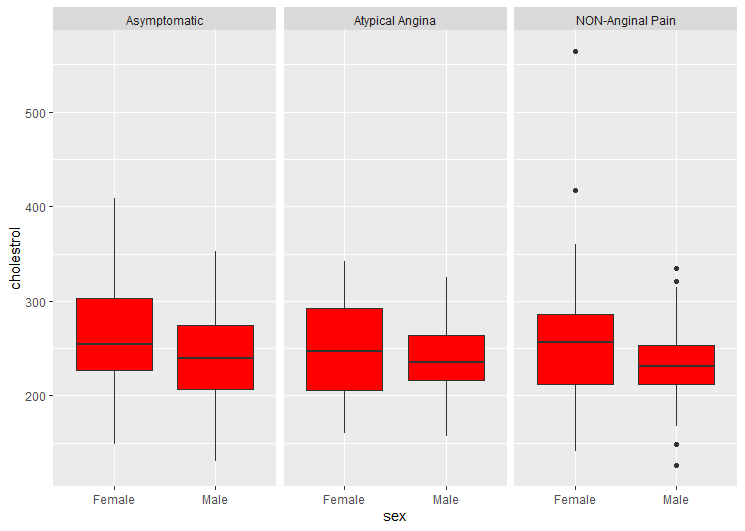 Asymptomatic
Atypical Angina
NON-Anginal Pain
cholestrol
500
400
300
200
Female
Male
Female
Male
Female
Male
sex